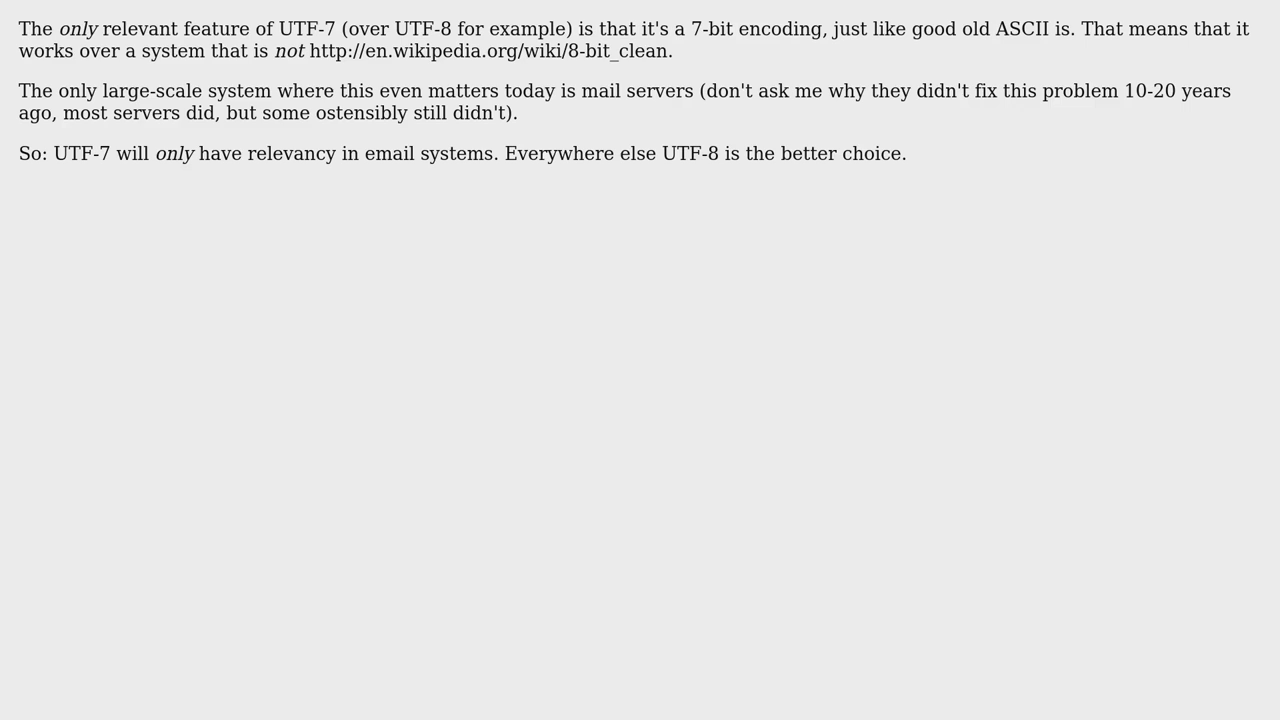 The only relevant feature of UTF-7 (over UTF-8 for example) is that it's a 7-bit encoding, just like good old ASCII is. That means that it
works over a system that is not http://en.wikipedia.org/wiki/8-bit_clean.
The only large-scale system where this even matters today is mail servers (don't ask me why they didn't fix this problem 10-20 years
ago, most servers did, but some ostensibly still didn't).
So: UTF-7 will only have relevancy in email systems. Everywhere else UTF-8 is the better choice.